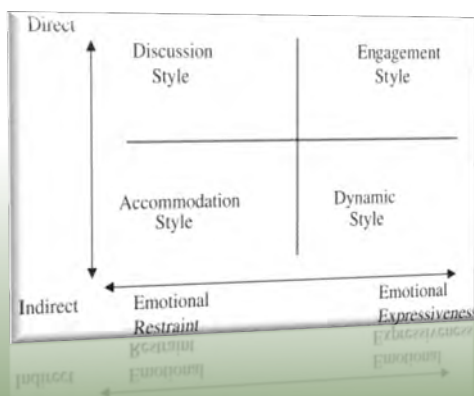 Direct
Discussion Engagement
Style Style
Accommodation Dynamic
Style Style
Indirect Emotional Emotional
Restraint Expressiveness